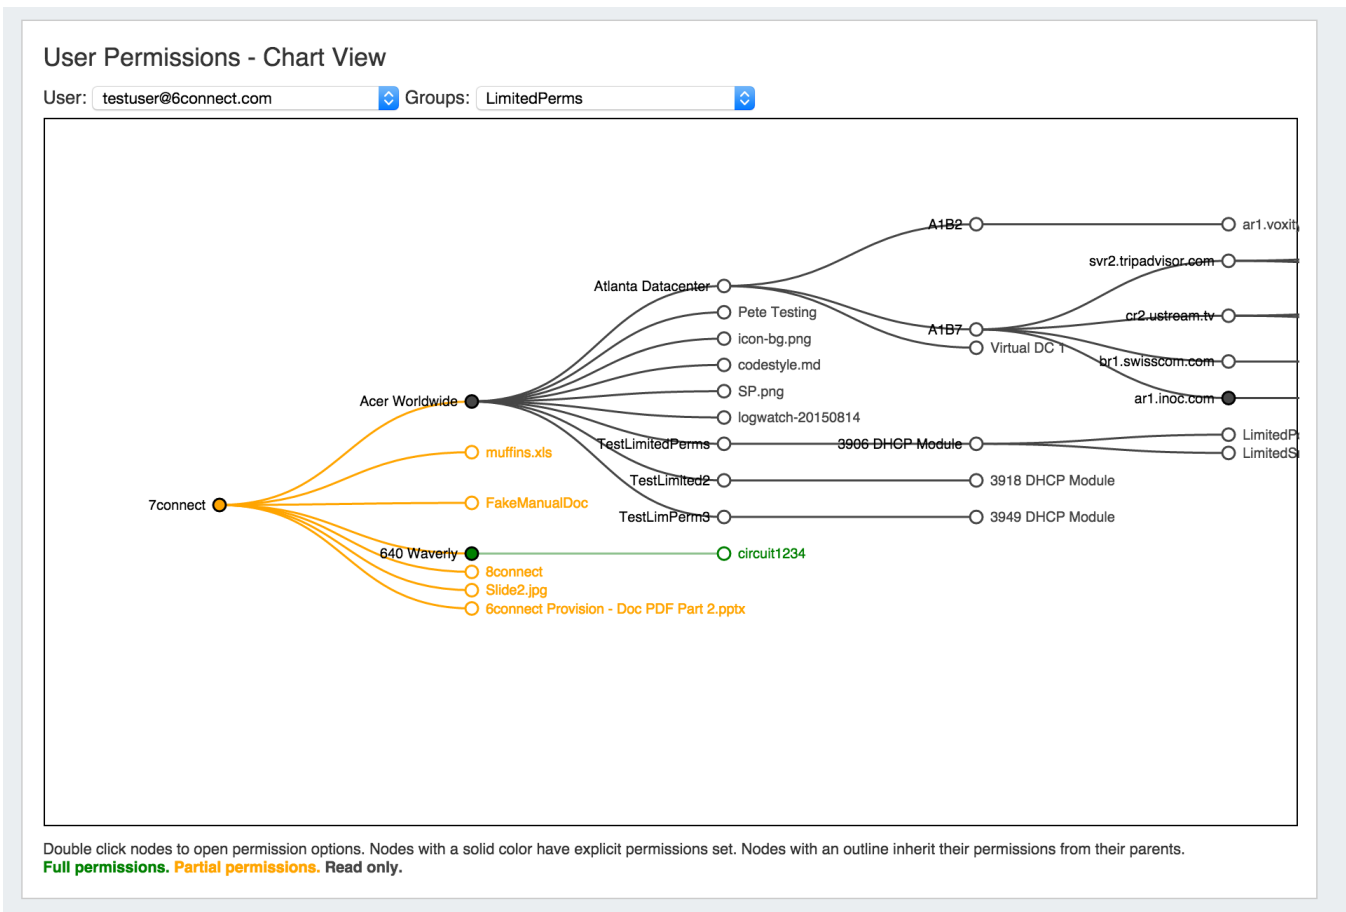 User Permissions - Chart View
User: testuser@6connect.com Groups: LimitedPerms
A1B2
svr2.tripadvisor.com
Atlanta Datacenter
Pete Testing
cr2.ustream.tv
A1B7
icon-bg.png
Virtual DC 1
br1.swisscom.com
codestyle.md
SP.png
ar1.inoc.com
Acer Worldwide
logwatch-20150814
TestLimitedPerms
3906 DHCP Module
muffins.xls
TestLimited2
3918 DHCP Module
7connect
FakeManualDoc
TestLimPerm3
3949 DHCP Module
640 Waverly
circuit1234
8connect
Slide2.jpg
6connect Provision - Doc PDF Part 2.pptx
Double click nodes to open permission options. Nodes with a solid color have explicit permissions set. Nodes with an outline inherit their permissions from their parents.
Full permissions. Partial permissions. Read only.